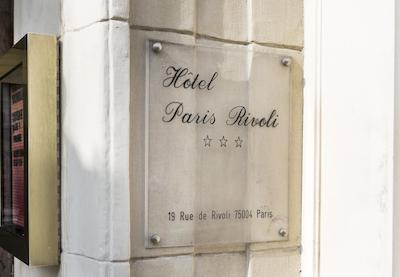 Hôtel
Paris Rivoli
☆ ☆ ☆
19 Rue de Rivoli 75004 Paris